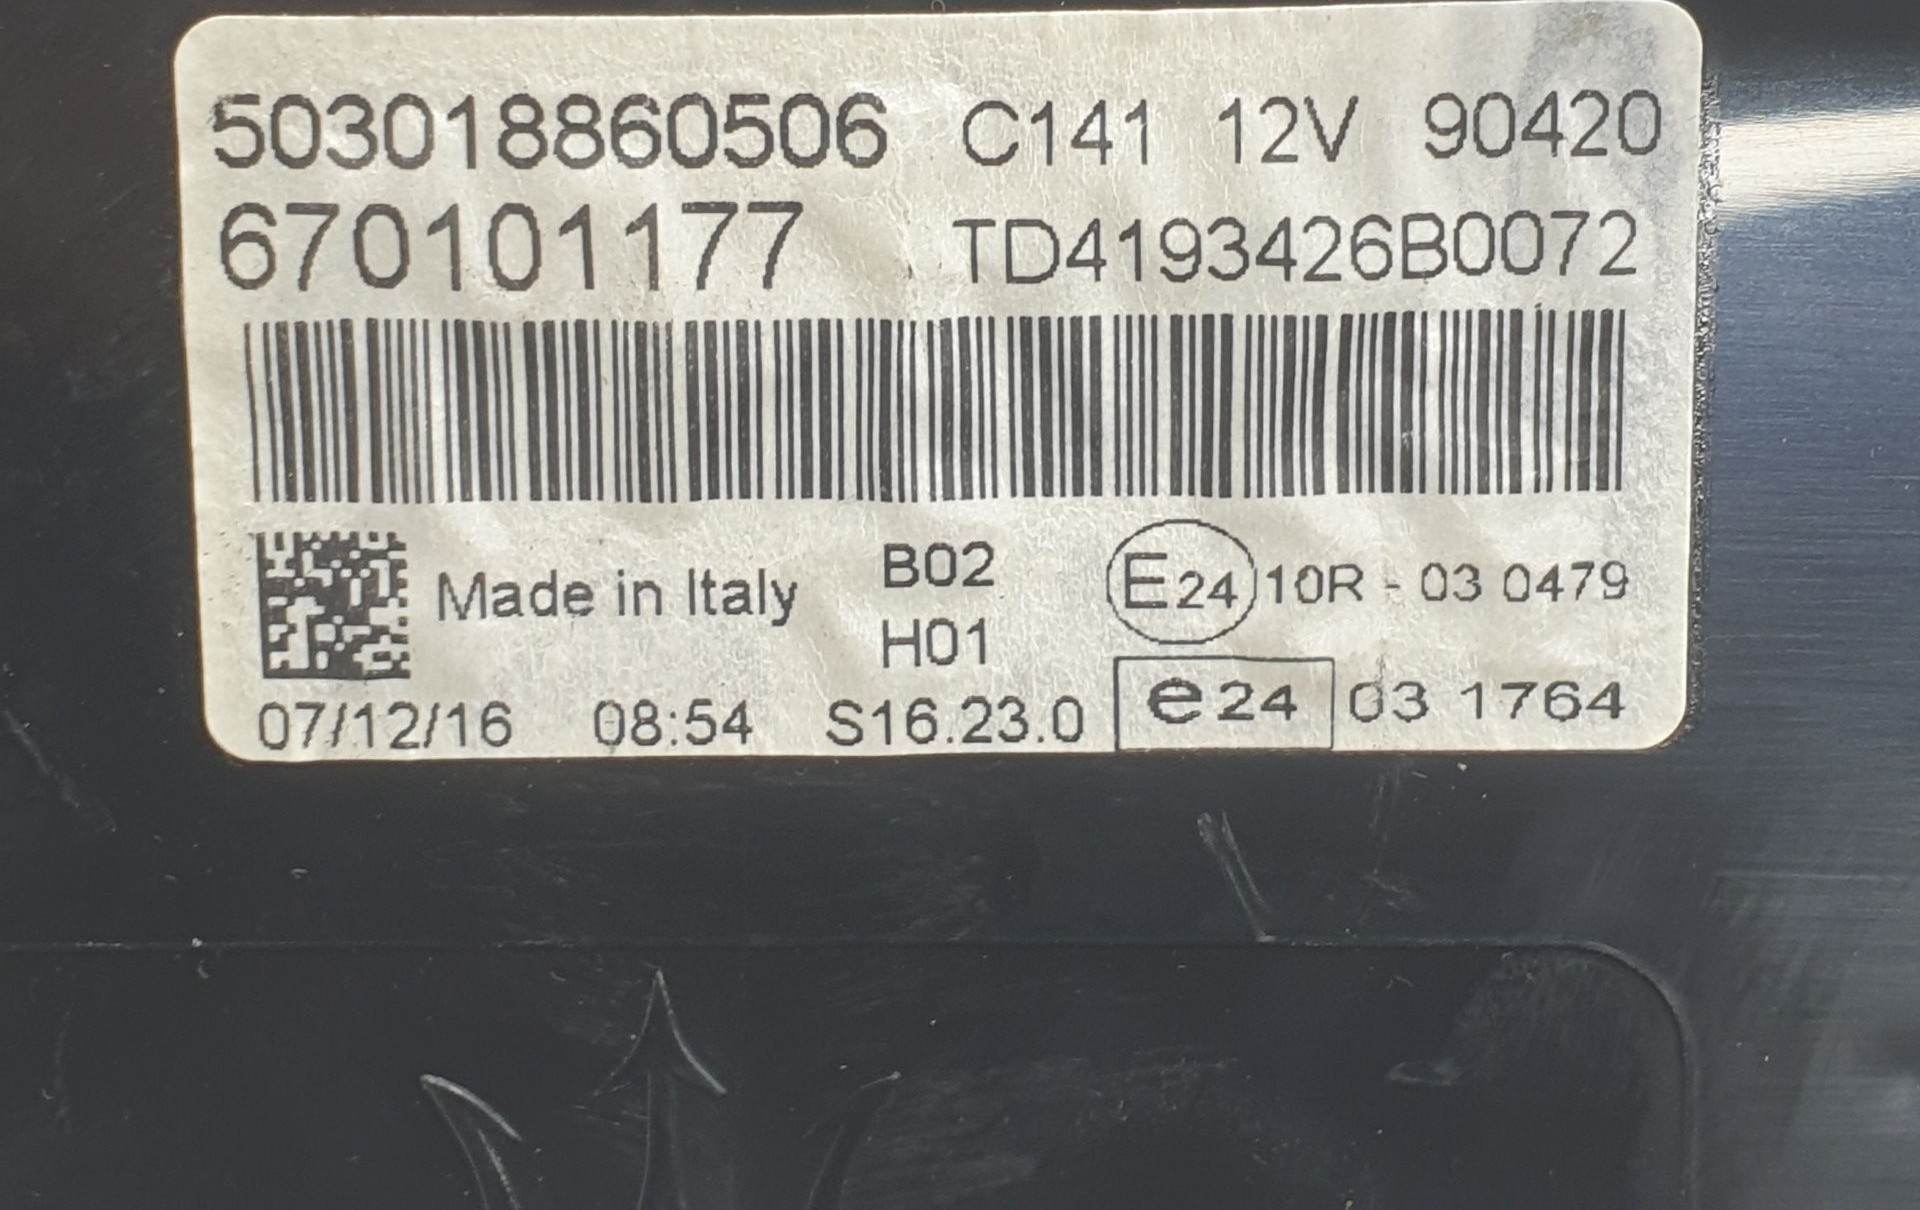 503018860506 C141 12V 90420
670101177 TD4193426B0072
Made in Italy
B02
H01
E24 10R - 03 0479
07/12/16 08:54 S16.23.0
e24 03 1764